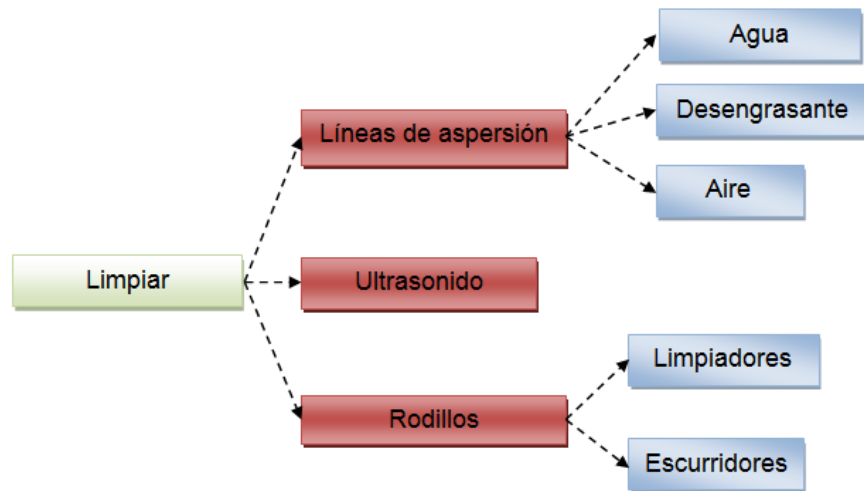 Agua
Líneas de aspersión
Desengrasante
Aire
Limpiar
Ultrasonido
Limpiadores
Rodillos
Escurridores